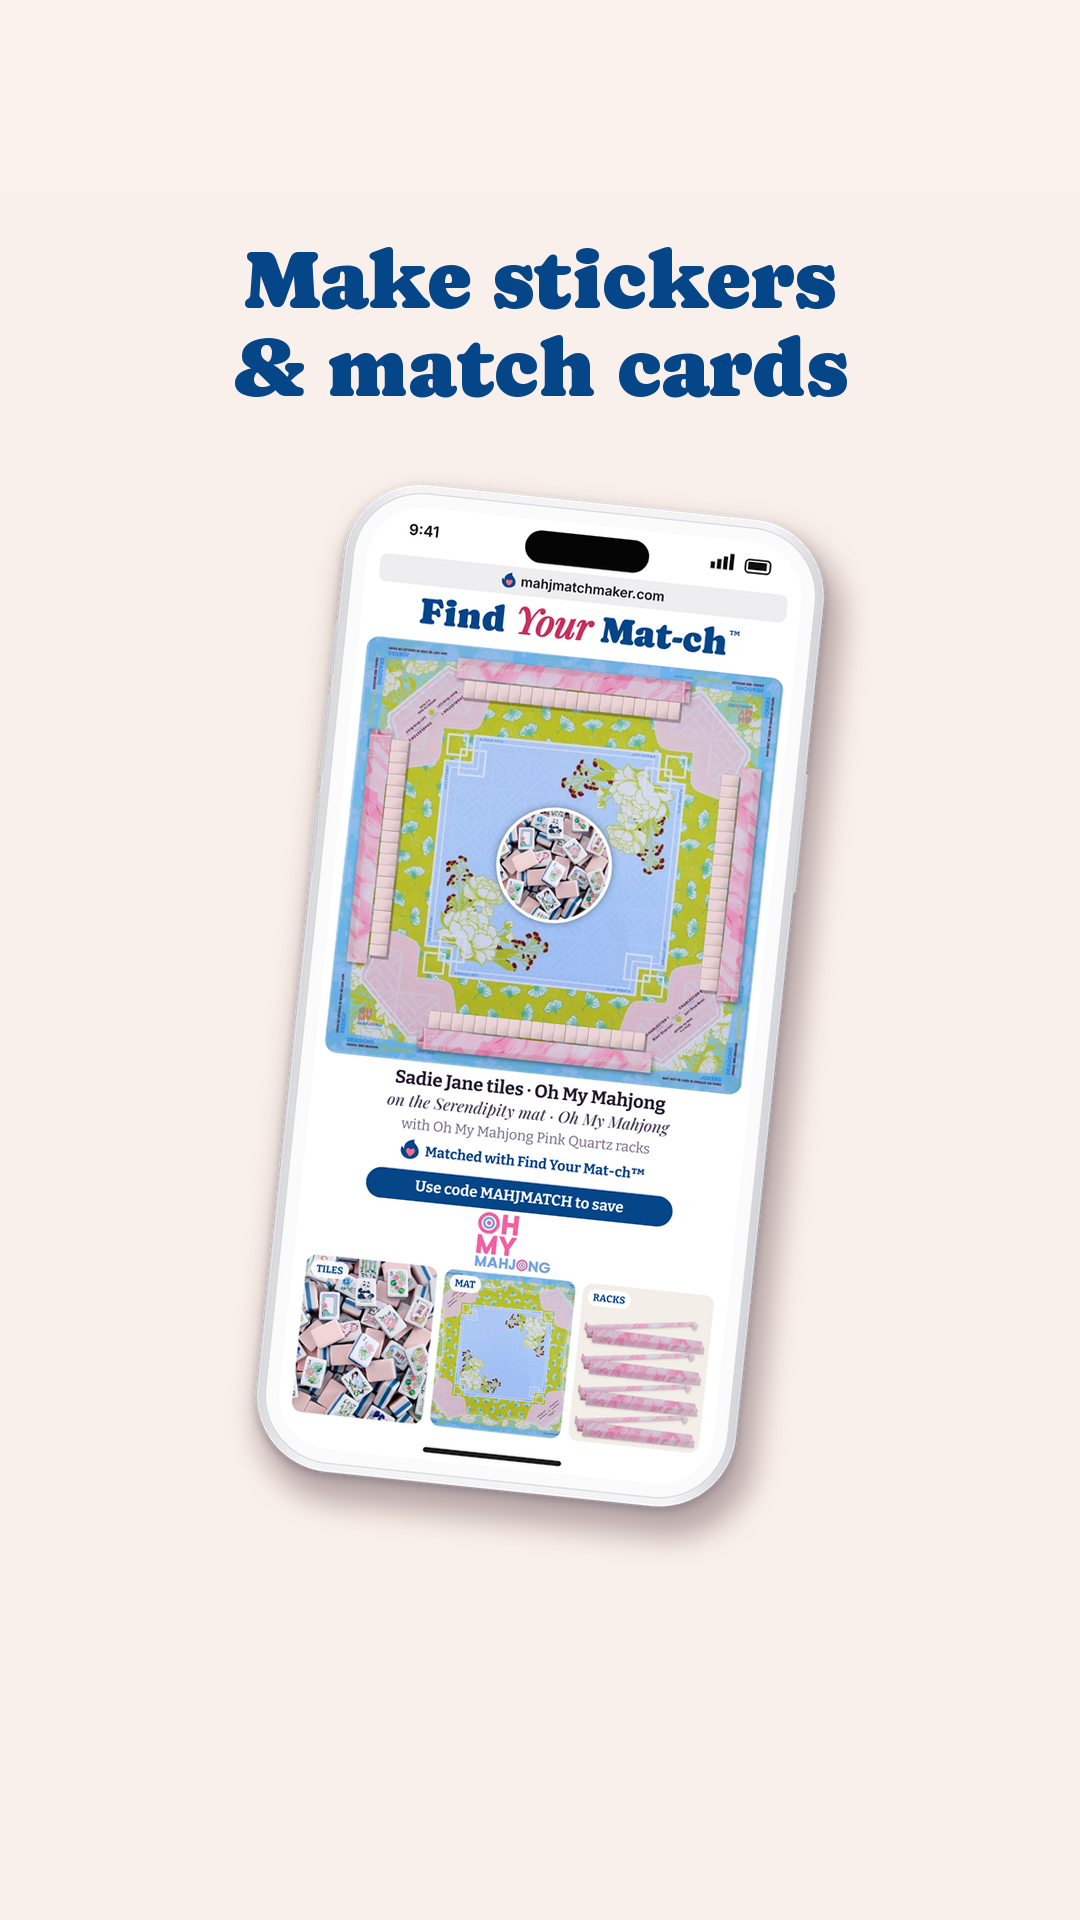 Make stickers
& match cards
9:41
mahjmatchmaker.com
Find Your Mat-ch™
Sadie Jane tiles · Oh My Mahjong
on the Serendipity mat · Oh My Mahjong
with Oh My Mahjong Pink Quartz racks
Matched with Find Your Mat-ch™
Use code MAHJMATCH to save
OH
MY
MAHJONG
TILES
MAT
RACKS